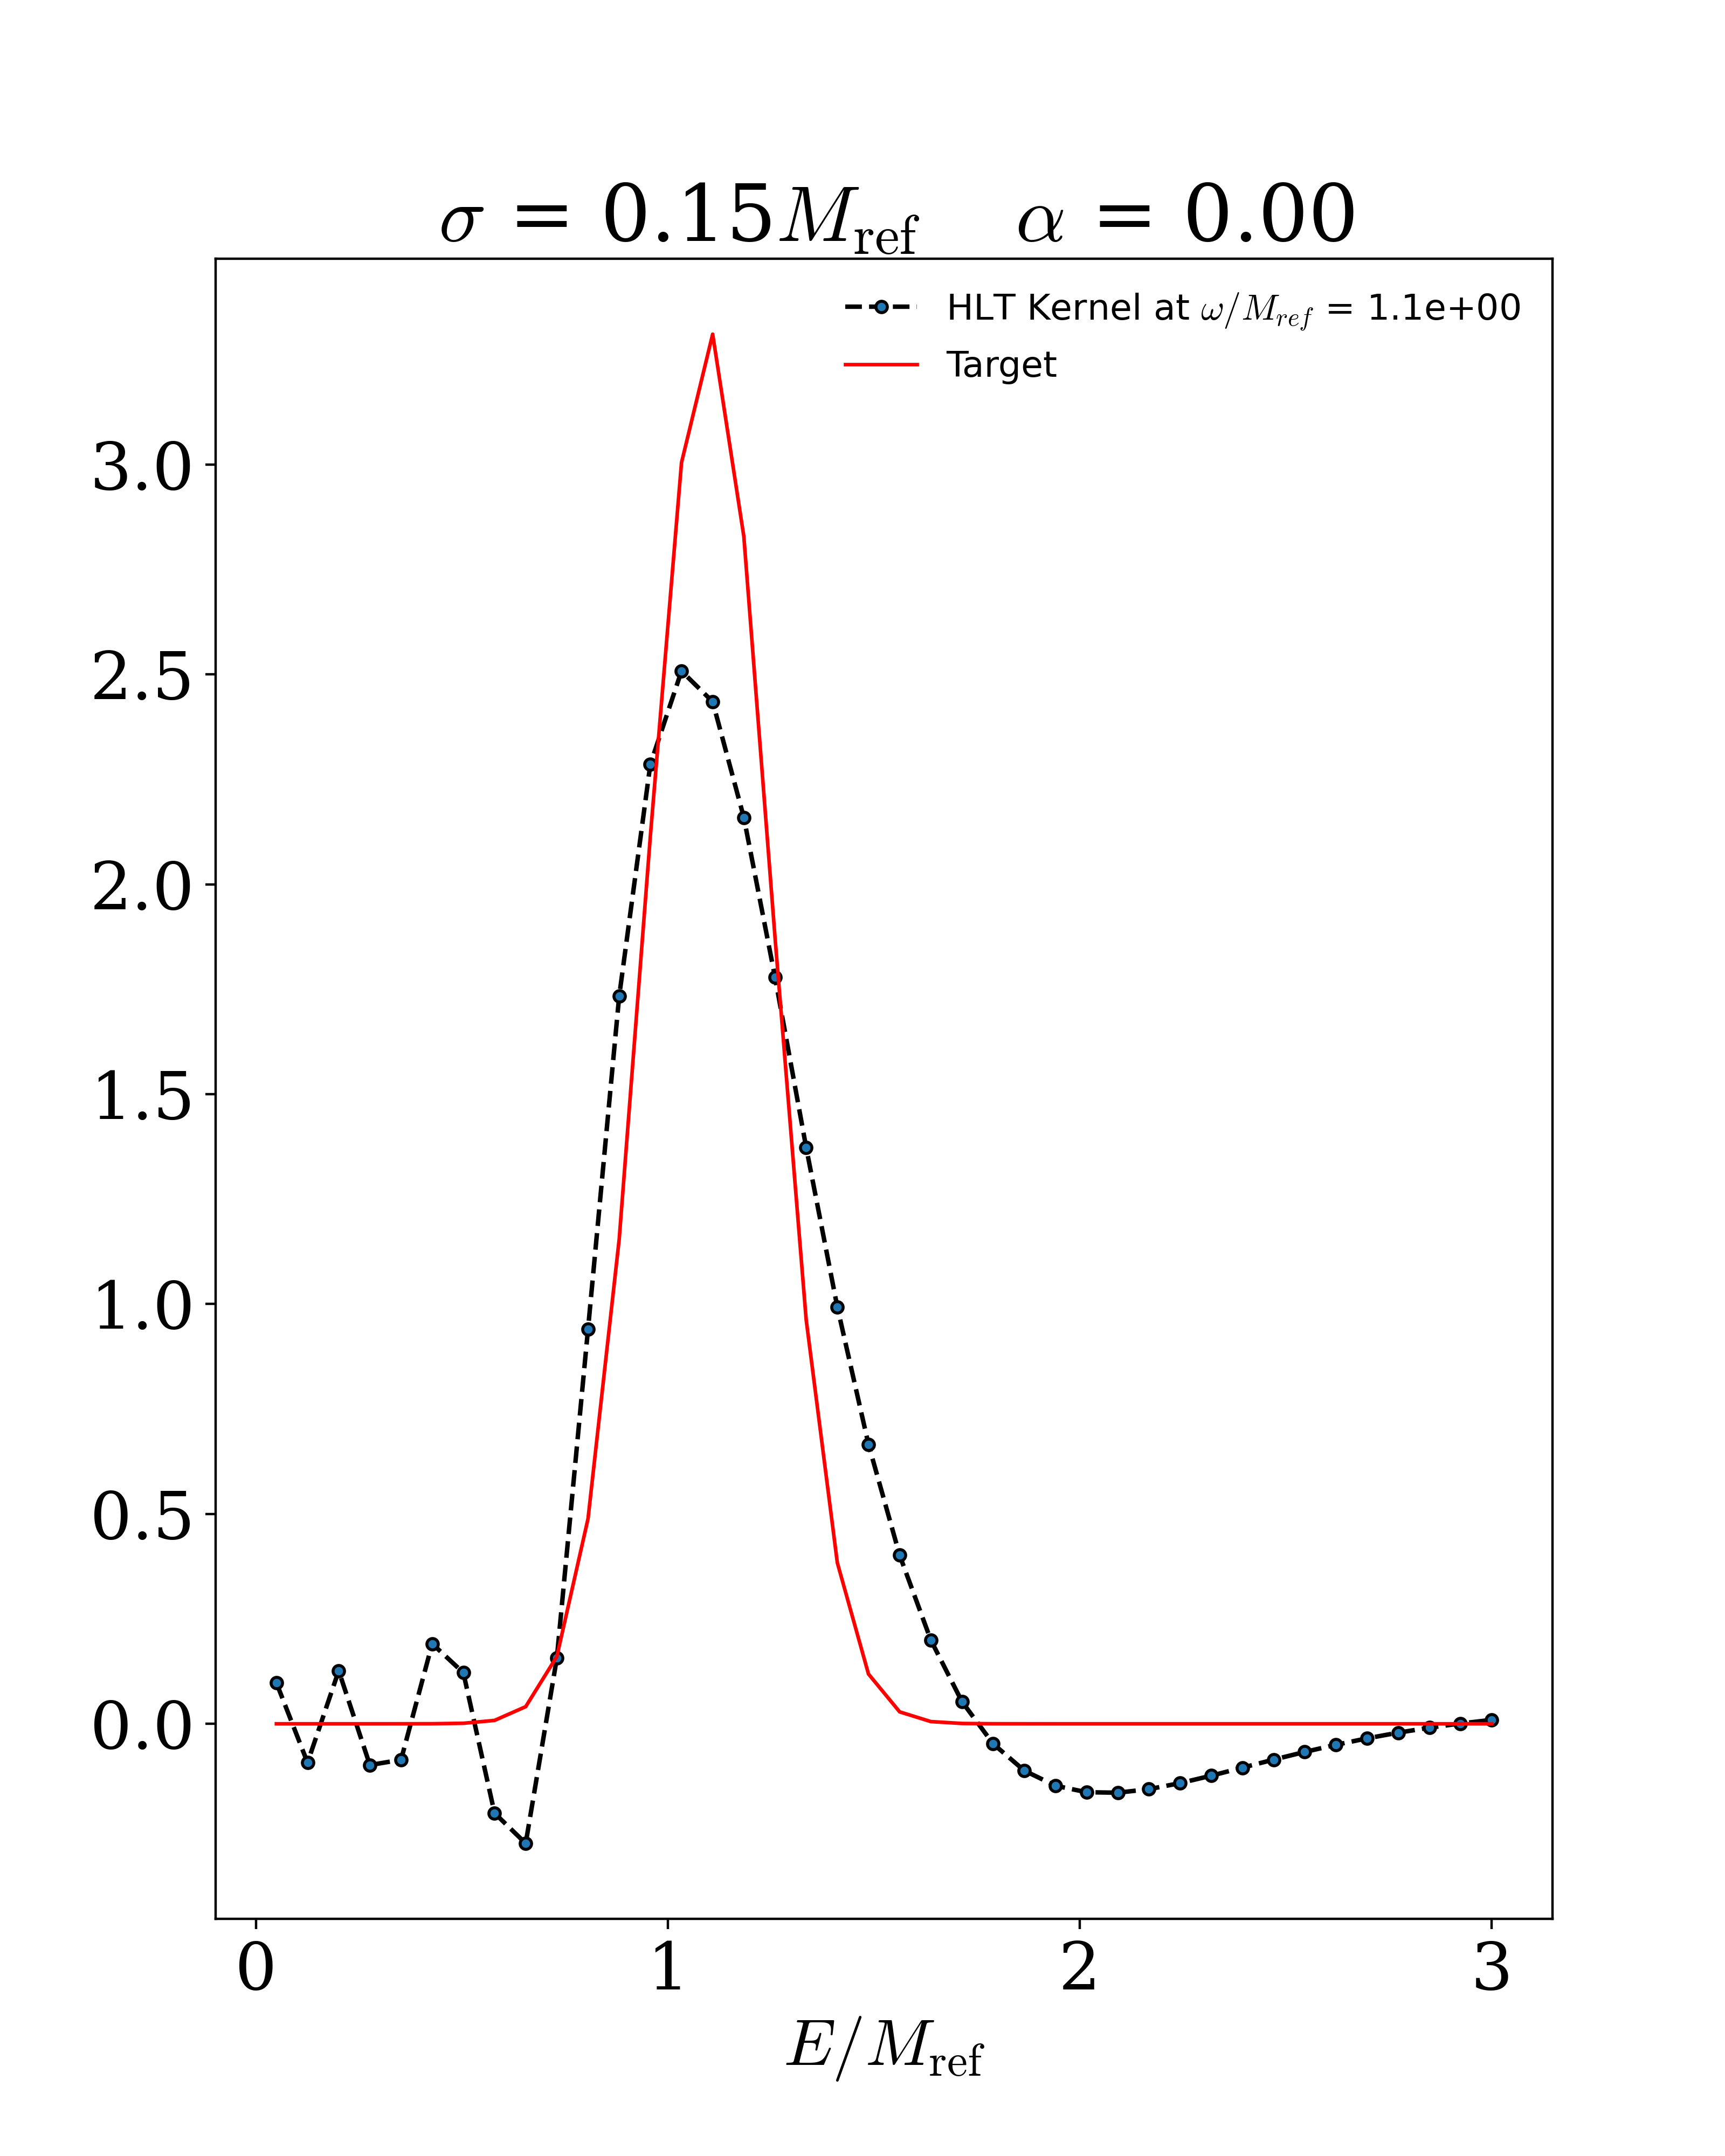 σ = 0.15M_ref α = 0.00
HLT Kernel at ω/M_ref = 1.1e+00
Target
3.0
2.5
2.0
1.5
1.0
0.5
0.0
0 1 2 3
E/M_ref